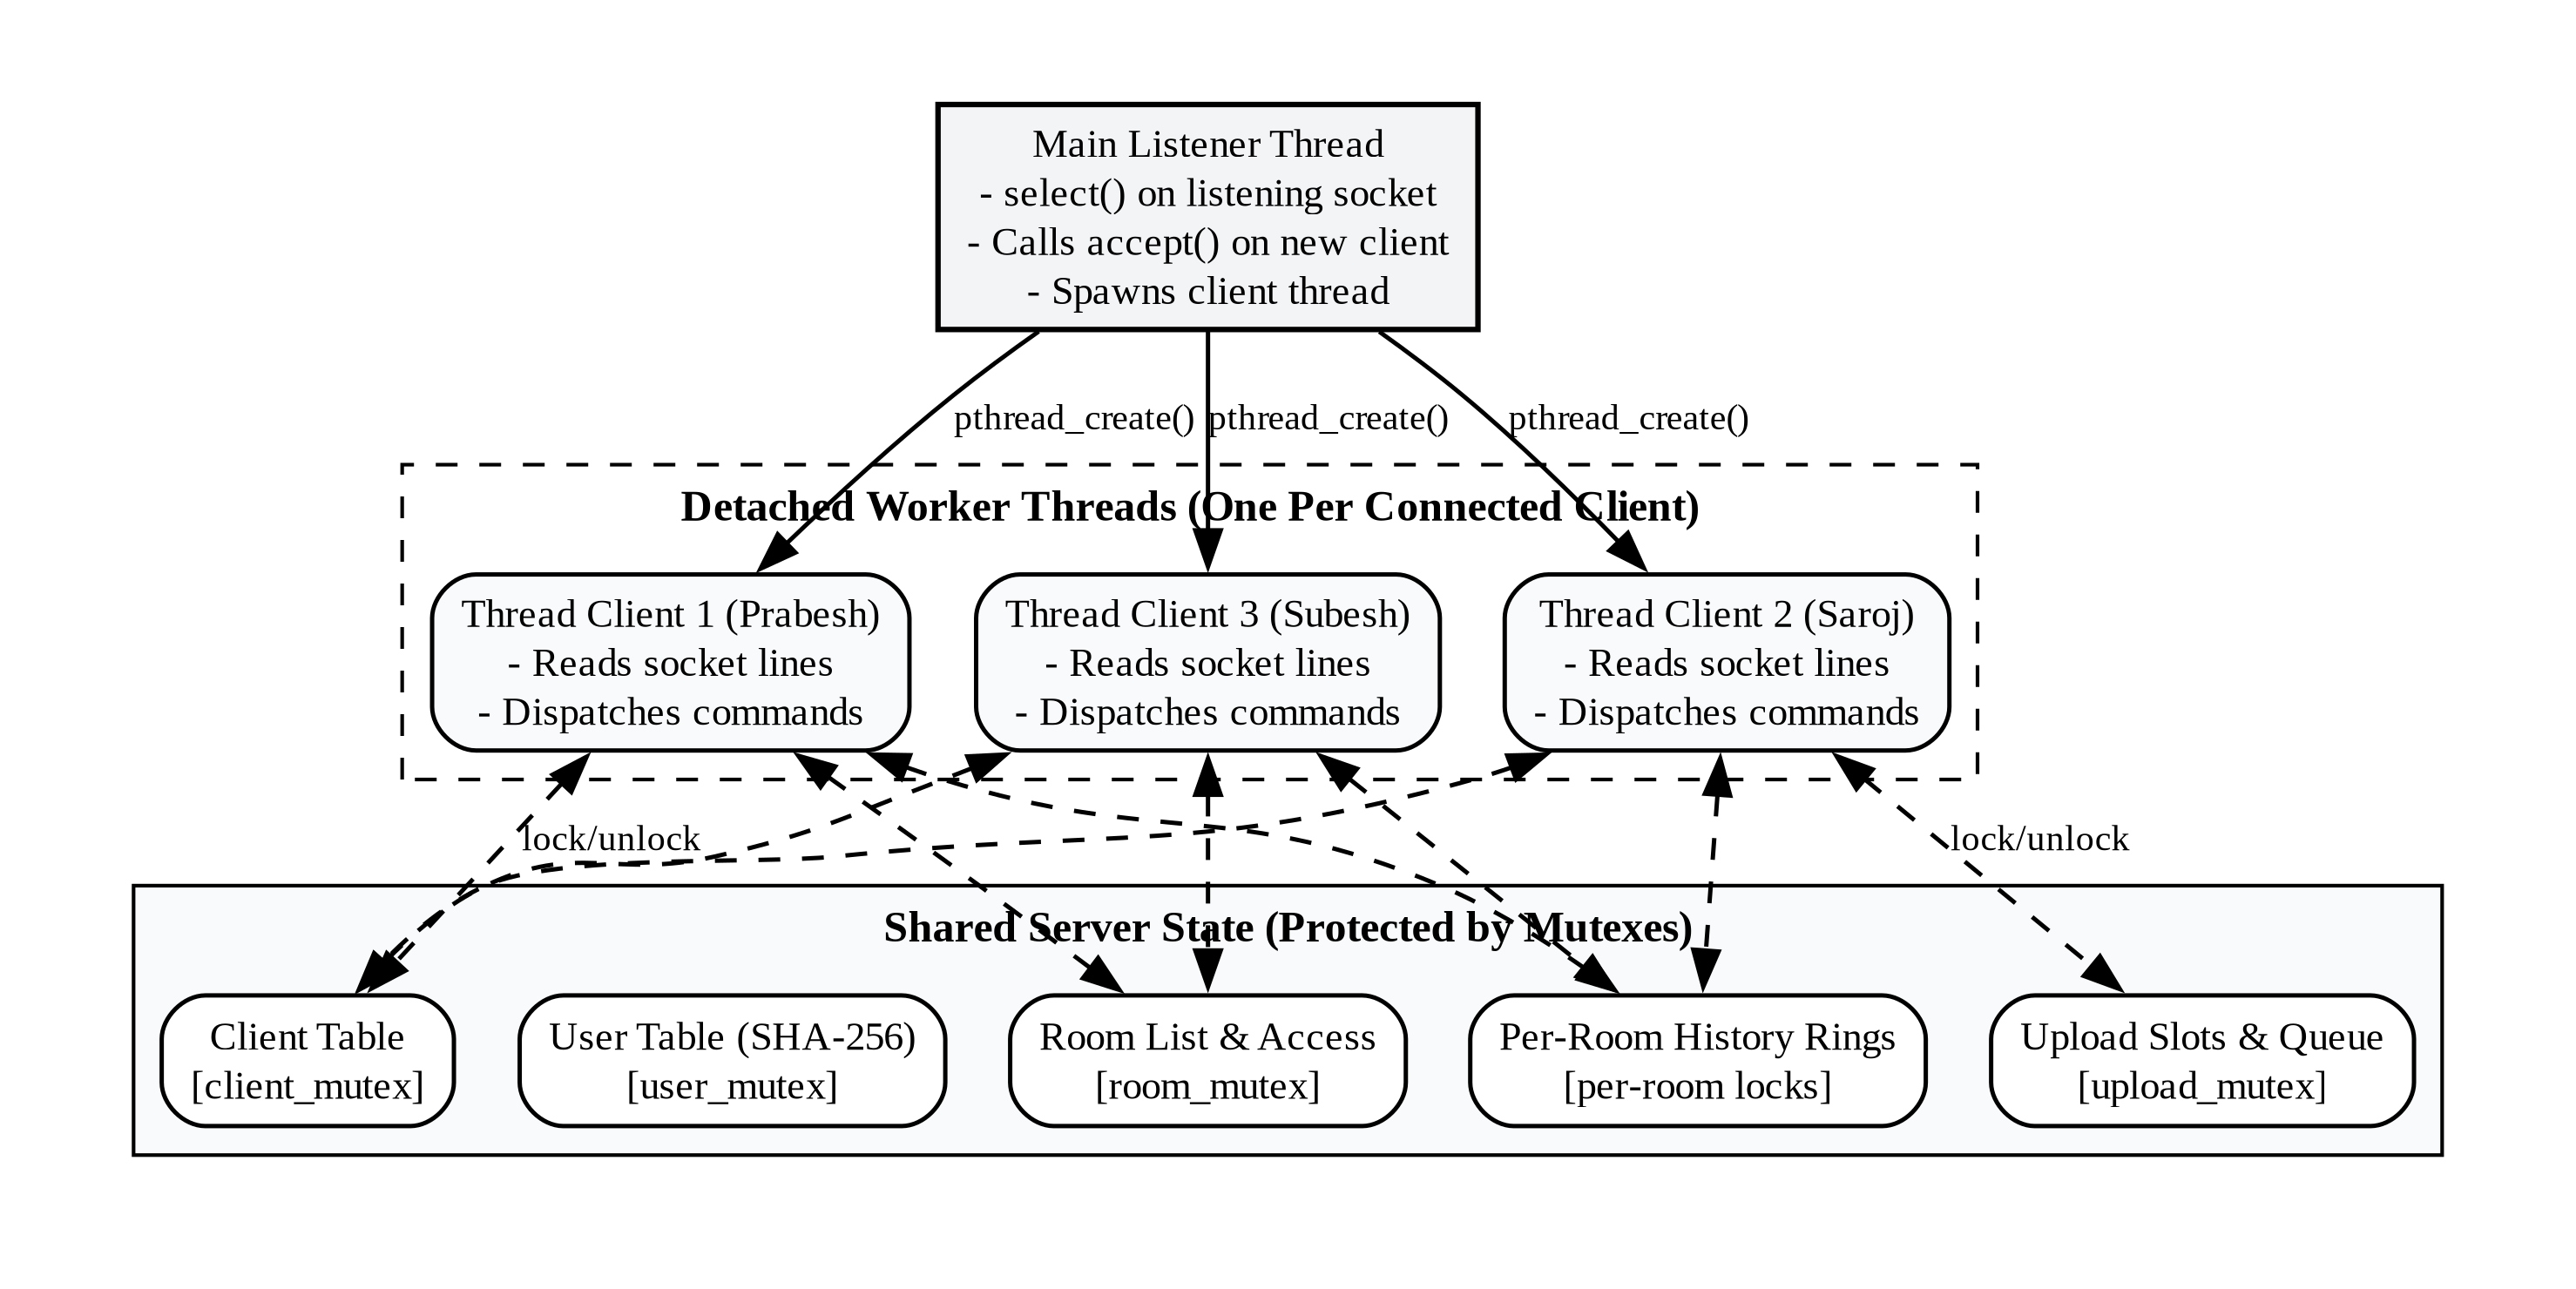 Main Listener Thread
- select() on listening socket
- Calls accept() on new client
- Spawns client thread
pthread_create()
pthread_create()
pthread_create()
Detached Worker Threads (One Per Connected Client)
Thread Client 1 (Prabesh)
- Reads socket lines
- Dispatches commands
Thread Client 3 (Subesh)
- Reads socket lines
- Dispatches commands
Thread Client 2 (Saroj)
- Reads socket lines
- Dispatches commands
lock/unlock
lock/unlock
Shared Server State (Protected by Mutexes)
Client Table
[client_mutex]
User Table (SHA-256)
[user_mutex]
Room List & Access
[room_mutex]
Per-Room History Rings
[per-room locks]
Upload Slots & Queue
[upload_mutex]